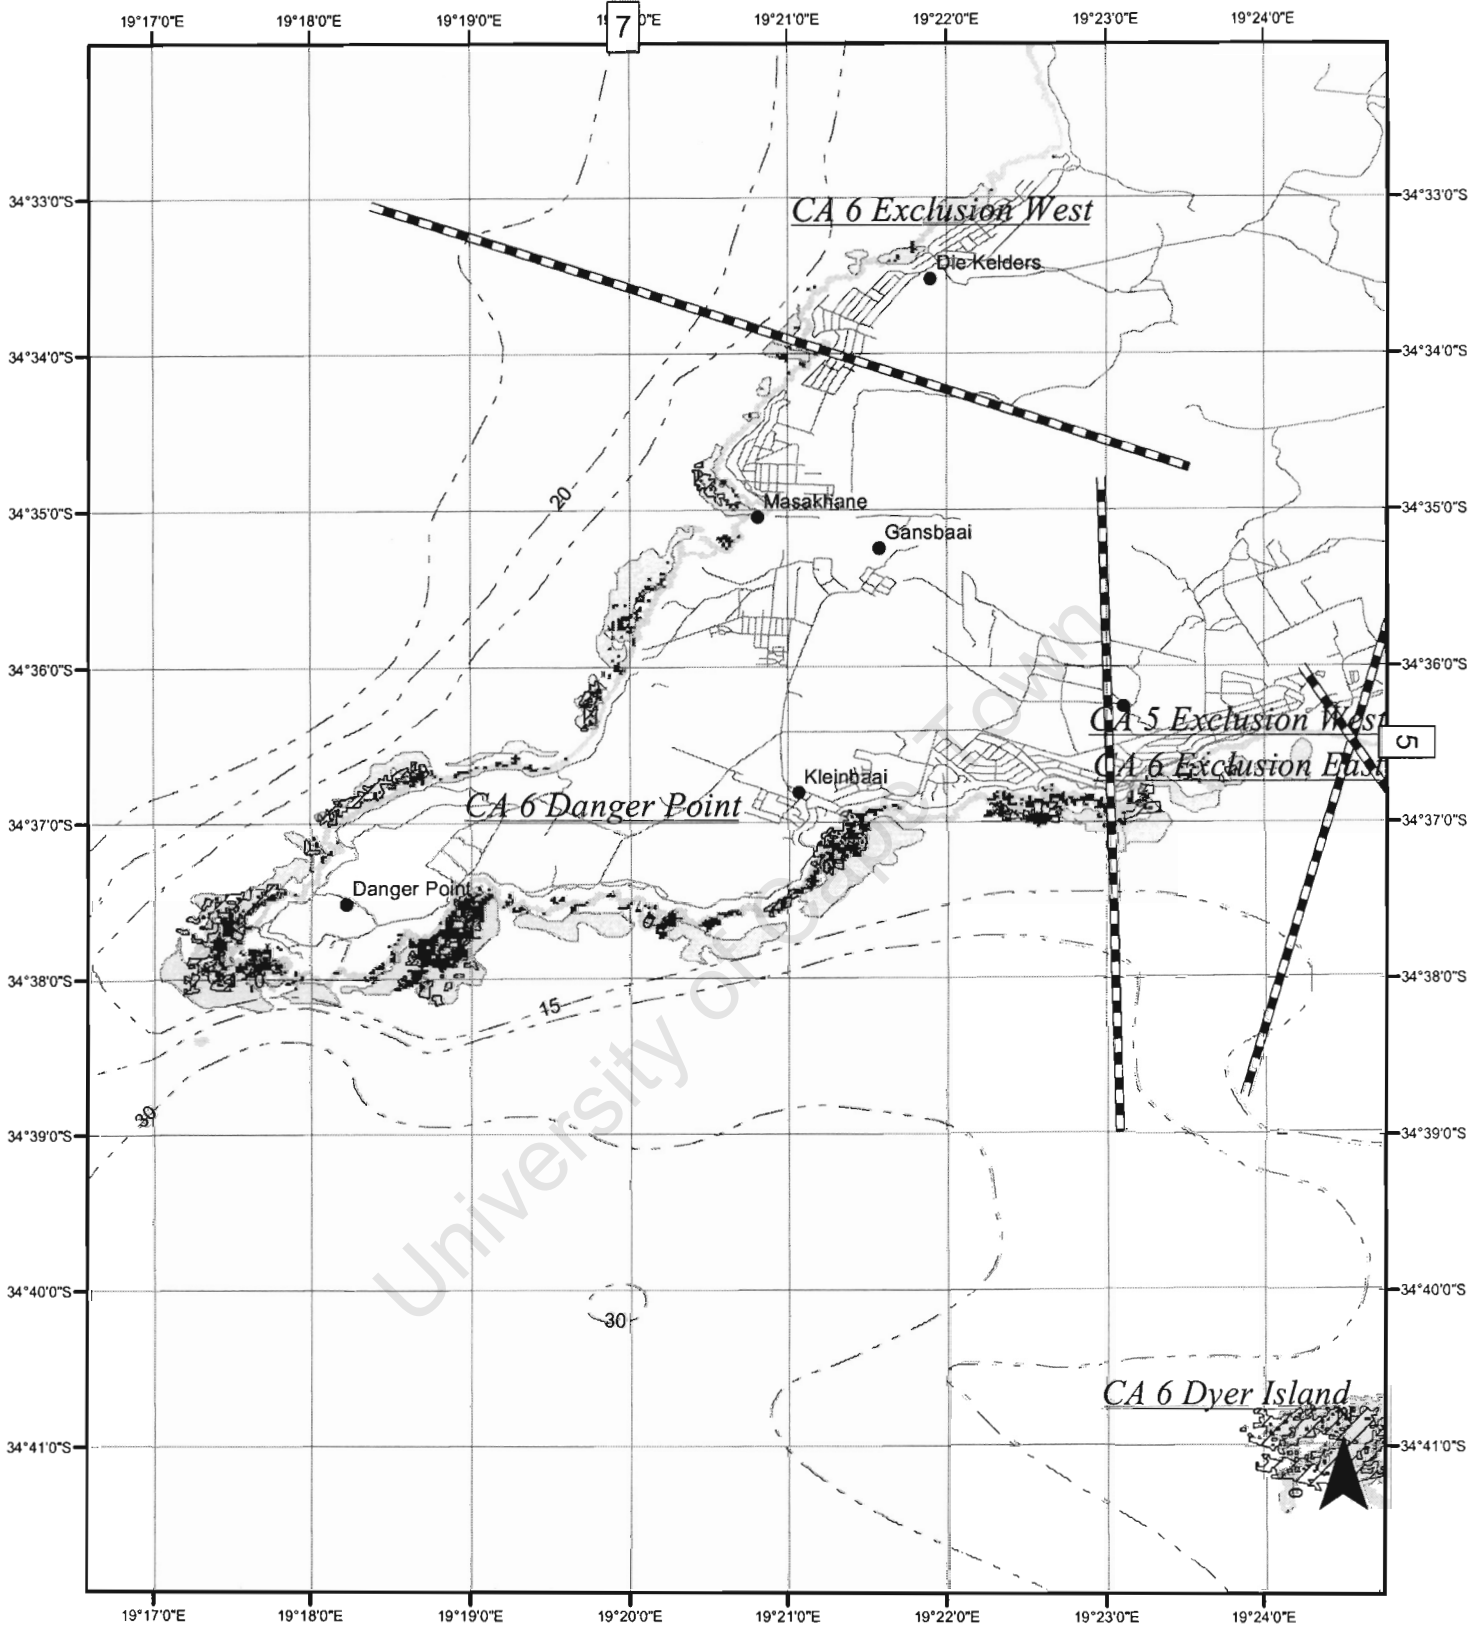 19°17'0"E 19°18'0"E 19°19'0"E 7 19°21'0"E 19°22'0"E 19°23'0"E 19°24'0"E
34°33'0"S 34°33'0"S
CA 6 Exclusion West
Die Kelders
34°34'0"S 34°34'0"S
20
Masakhane
34°35'0"S 34°35'0"S
Gansbaai
34°36'0"S 34°36'0"S
CA 5 Exclusion West
5
CA 6 Exclusion East
Kleinbaai
CA 6 Danger Point
34°37'0"S 34°37'0"S
Danger Point
0
0
34°38'0"S 34°38'0"S
15
30
34°39'0"S 34°39'0"S
University of Cape Town
34°40'0"S 34°40'0"S
30
CA 6 Dyer Island
34°41'0"S 34°41'0"S
0
19°17'0"E 19°18'0"E 19°19'0"E 19°20'0"E 19°21'0"E 19°22'0"E 19°23'0"E 19°24'0"E